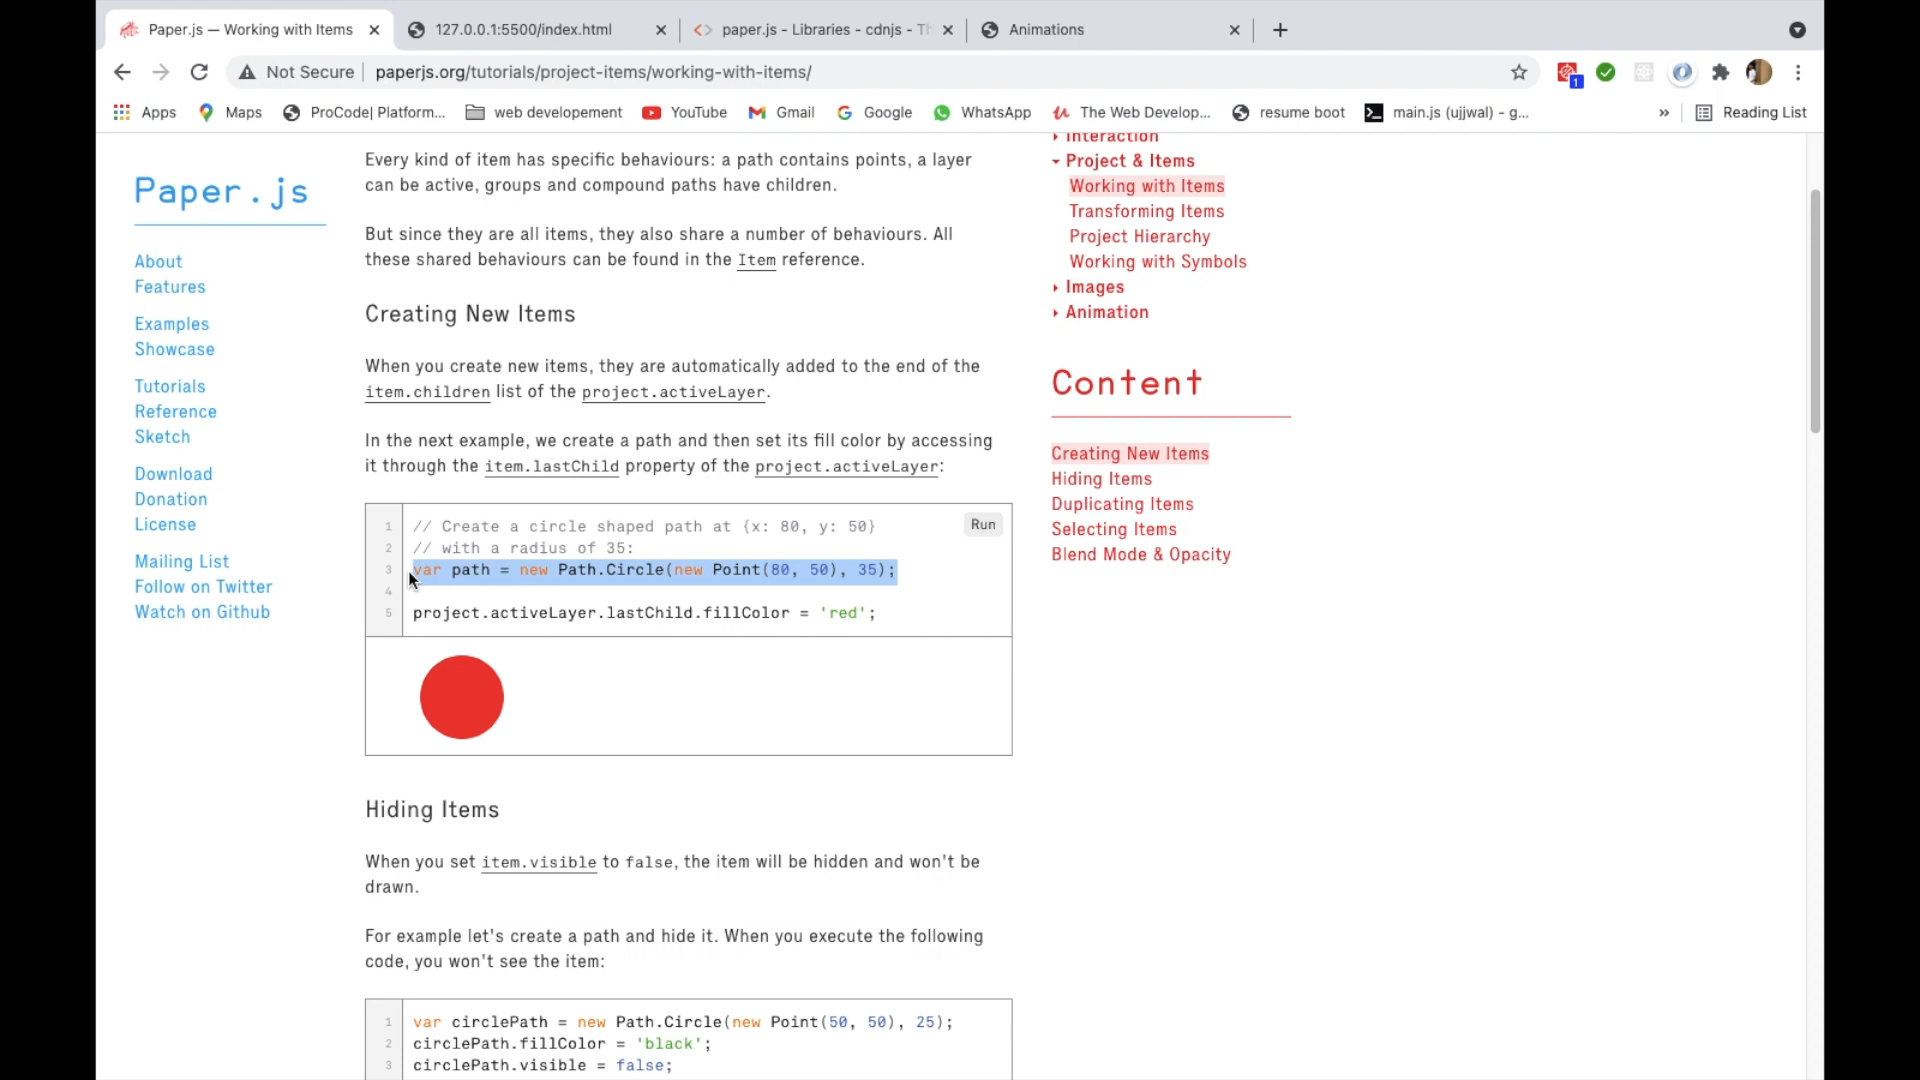 Paper.js — Working with Items
127.0.0.1:5500/index.html
paper.js - Libraries - cdnjs - Th
Animations
Not Secure
paperjs.org/tutorials/project-items/working-with-items/
1
Apps
Maps
ProCode| Platform...
web developement
YouTube
Gmail
Google
WhatsApp
The Web Develop...
resume boot
main.js (ujjwal) - g...
»
Reading List
Paper.js
About
Features
Examples
Showcase
Tutorials
Reference
Sketch
Download
Donation
License
Mailing List
Follow on Twitter
Watch on Github
Every kind of item has specific behaviours: a path contains points, a layer
can be active, groups and compound paths have children.
But since they are all items, they also share a number of behaviours. All
these shared behaviours can be found in the Item reference.
Creating New Items
When you create new items, they are automatically added to the end of the
item.children list of the project.activeLayer.
In the next example, we create a path and then set its fill color by accessing
it through the item.lastChild property of the project.activeLayer:
Run
1 // Create a circle shaped path at {x: 80, y: 50}
2 // with a radius of 35:
3 var path = new Path.Circle(new Point(80, 50), 35);
4
5 project.activeLayer.lastChild.fillColor = 'red';
Hiding Items
When you set item.visible to false, the item will be hidden and won't be
drawn.
For example let's create a path and hide it. When you execute the following
code, you won't see the item:
1 var circlePath = new Path.Circle(new Point(50, 50), 25);
2 circlePath.fillColor = 'black';
3 circlePath.visible = false;
Interaction
Project & Items
Working with Items
Transforming Items
Project Hierarchy
Working with Symbols
Images
Animation
Content
Creating New Items
Hiding Items
Duplicating Items
Selecting Items
Blend Mode & Opacity